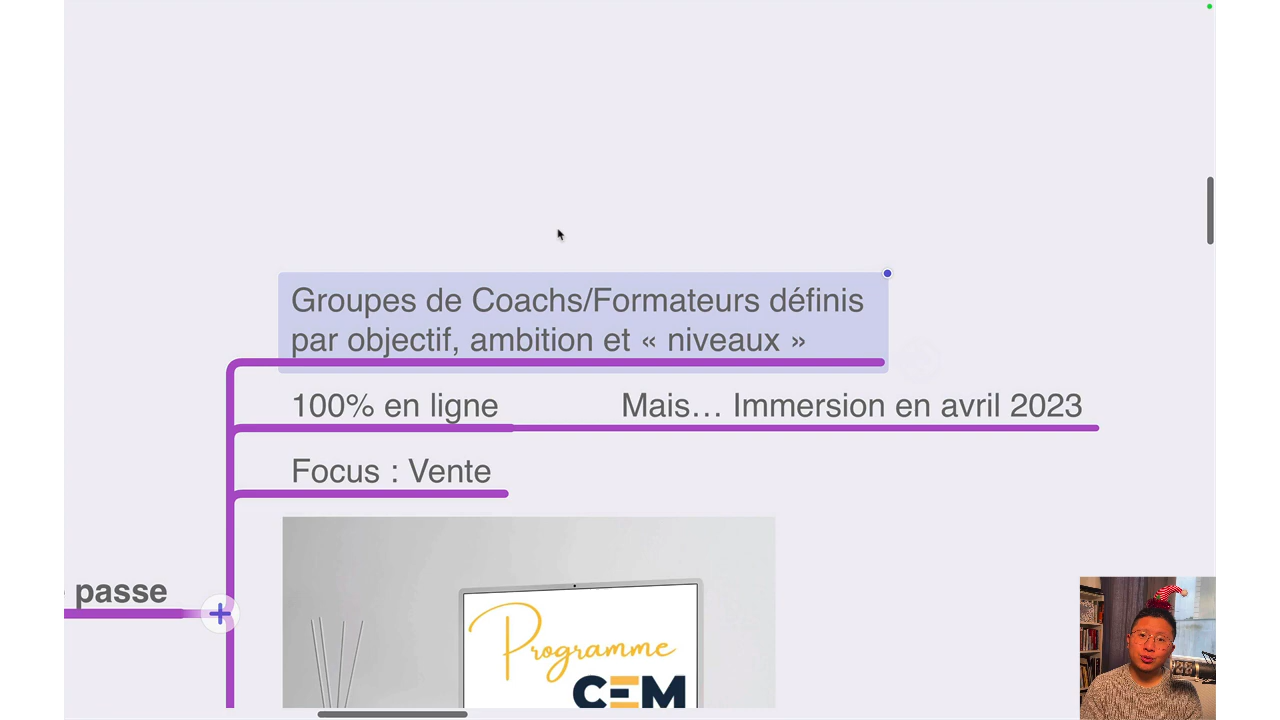 Groupes de Coachs/Formateurs définis
par objectif, ambition et « niveaux »
100% en ligne
Mais… Immersion en avril 2023
Focus : Vente
passe
Programme
CEM